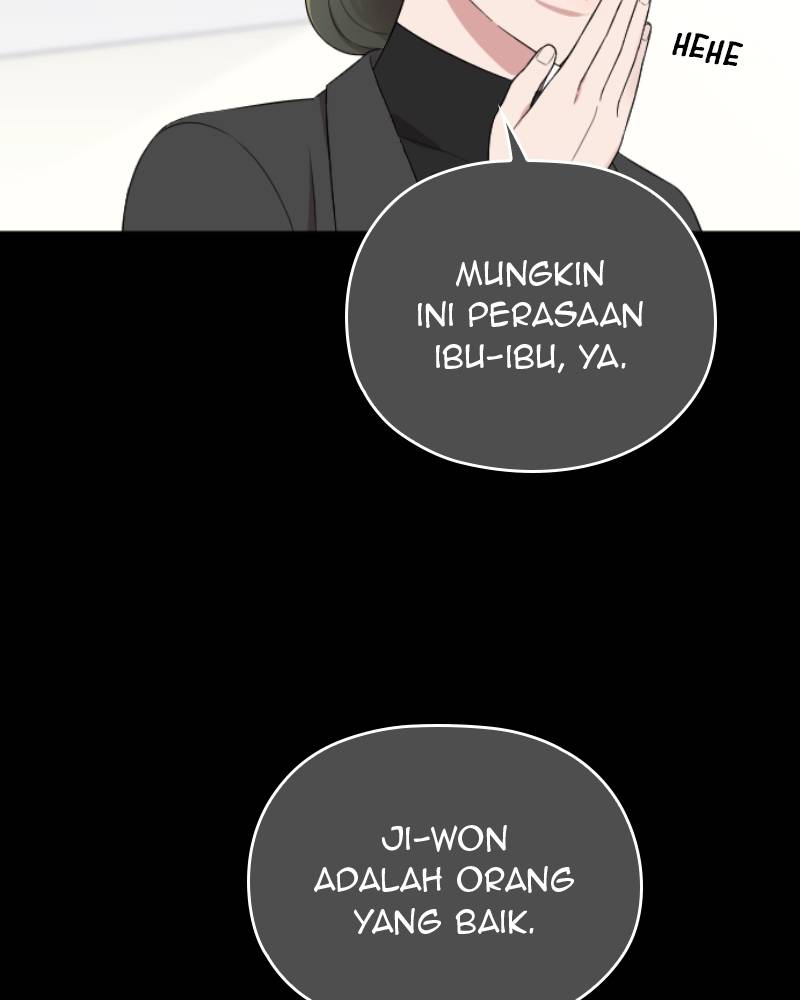 HEHE
MUNGKIN
INI PERASAAN
IBU-IBU, YA.
JI-WON
ADALAH ORANG
YANG BAIK.